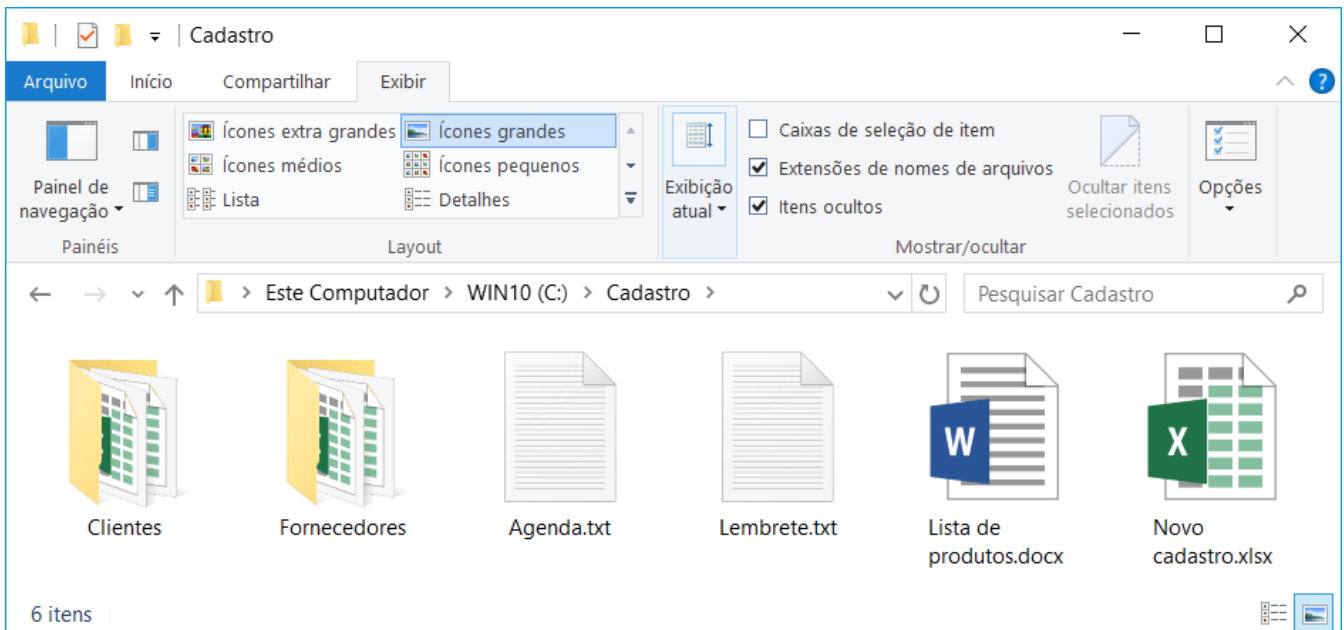 Cadastro
Arquivo Início Compartilhar Exibir
?
Painel de navegação
Painéis
Ícones extra grandes Ícones grandes
Ícones médios Ícones pequenos
Lista Detalhes
Layout
Exibição atual
Caixas de seleção de item
Extensões de nomes de arquivos
Itens ocultos
Ocultar itens selecionados
Mostrar/ocultar
Opções
Este Computador > WIN10 (C:) > Cadastro >
Pesquisar Cadastro
W
X
Clientes
Fornecedores
Agenda.txt
Lembrete.txt
Lista de
produtos.docx
Novo
cadastro.xlsx
6 itens